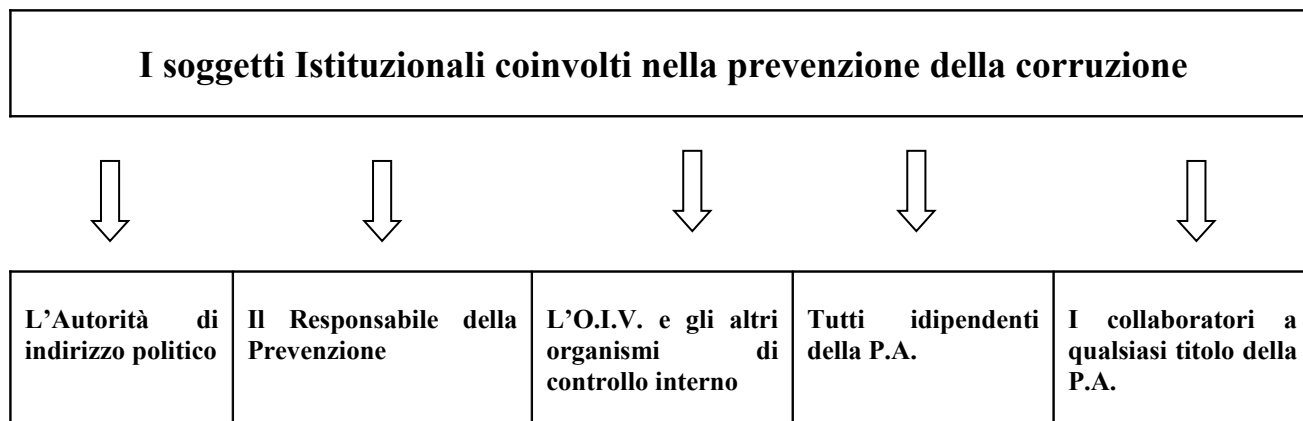 I soggetti Istituzionali coinvolti nella prevenzione della corruzione
L’Autorità di
indirizzo politico
Il Responsabile della
Prevenzione
L’O.I.V. e gli altri
organismi di
controllo interno
Tutti idipendenti
della P.A.
I collaboratori a
qualsiasi titolo della
P.A.